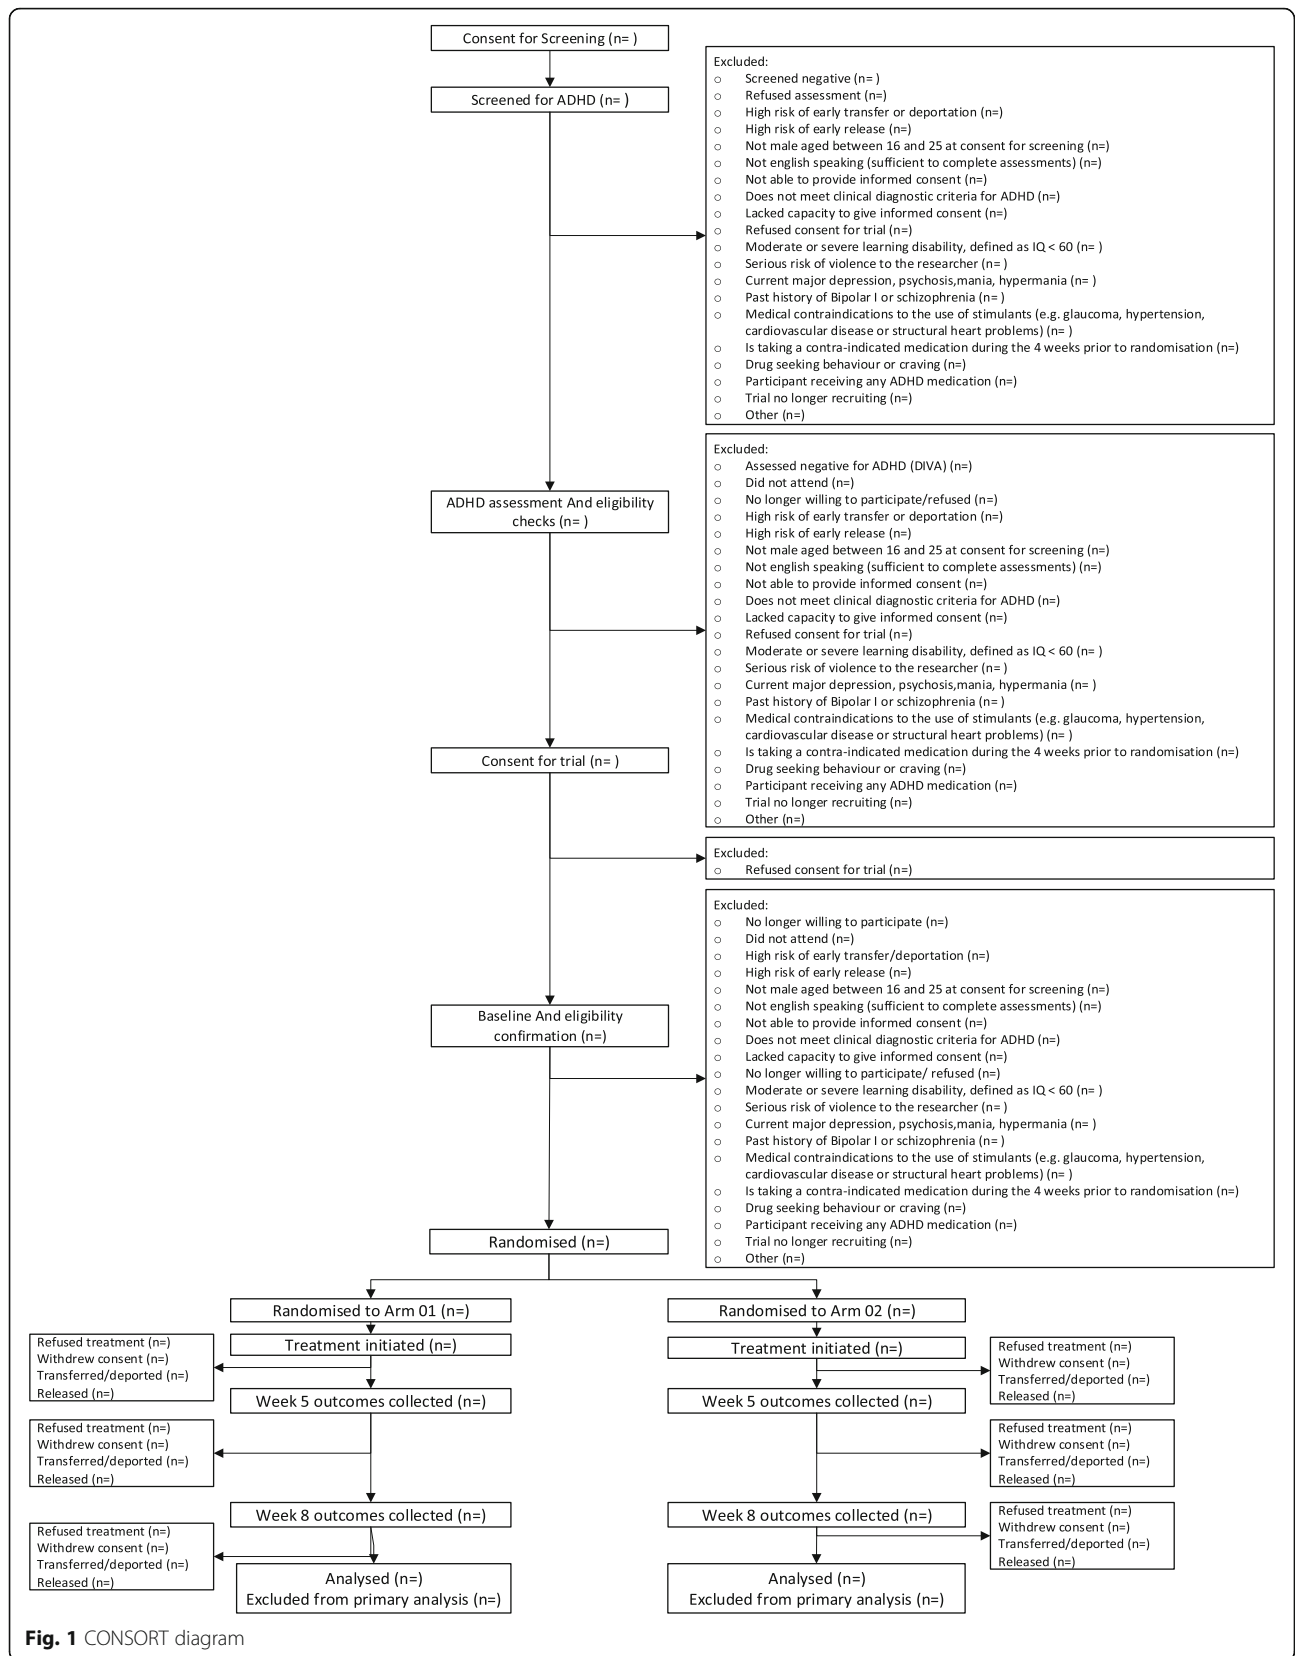 Consent for Screening (n= )
Screened for ADHD (n= )
Excluded:
o Screened negative (n= )
o Refused assessment (n=)
o High risk of early transfer or deportation (n=)
o High risk of early release (n=)
o Not male aged between 16 and 25 at consent for screening (n=)
o Not english speaking (sufficient to complete assessments) (n=)
o Not able to provide informed consent (n=)
o Does not meet clinical diagnostic criteria for ADHD (n=)
o Lacked capacity to give informed consent (n=)
o Refused consent for trial (n=)
o Moderate or severe learning disability, defined as IQ < 60 (n= )
o Serious risk of violence to the researcher (n= )
o Current major depression, psychosis,mania, hypermania (n= )
o Past history of Bipolar I or schizophrenia (n= )
o Medical contraindications to the use of stimulants (e.g. glaucoma, hypertension,
cardiovascular disease or structural heart problems) (n= )
o Is taking a contra-indicated medication during the 4 weeks prior to randomisation (n=)
o Drug seeking behaviour or craving (n=)
o Participant receiving any ADHD medication (n=)
o Trial no longer recruiting (n=)
o Other (n=)
ADHD assessment And eligibility
checks (n= )
Excluded:
o Assessed negative for ADHD (DIVA) (n=)
o Did not attend (n=)
o No longer willing to participate/refused (n=)
o High risk of early transfer or deportation (n=)
o High risk of early release (n=)
o Not male aged between 16 and 25 at consent for screening (n=)
o Not english speaking (sufficient to complete assessments) (n=)
o Not able to provide informed consent (n=)
o Does not meet clinical diagnostic criteria for ADHD (n=)
o Lacked capacity to give informed consent (n=)
o Refused consent for trial (n=)
o Moderate or severe learning disability, defined as IQ < 60 (n= )
o Serious risk of violence to the researcher (n= )
o Current major depression, psychosis,mania, hypermania (n= )
o Past history of Bipolar I or schizophrenia (n= )
o Medical contraindications to the use of stimulants (e.g. glaucoma, hypertension,
cardiovascular disease or structural heart problems) (n= )
o Is taking a contra-indicated medication during the 4 weeks prior to randomisation (n=)
o Drug seeking behaviour or craving (n=)
o Participant receiving any ADHD medication (n=)
o Trial no longer recruiting (n=)
o Other (n=)
Consent for trial (n= )
Excluded:
o Refused consent for trial (n=)
Baseline And eligibility
confirmation (n=)
Excluded:
o No longer willing to participate (n=)
o Did not attend (n=)
o High risk of early transfer/deportation (n=)
o High risk of early release (n=)
o Not male aged between 16 and 25 at consent for screening (n=)
o Not english speaking (sufficient to complete assessments) (n=)
o Not able to provide informed consent (n=)
o Does not meet clinical diagnostic criteria for ADHD (n=)
o Lacked capacity to give informed consent (n=)
o No longer willing to participate/ refused (n=)
o Moderate or severe learning disability, defined as IQ < 60 (n= )
o Serious risk of violence to the researcher (n= )
o Current major depression, psychosis,mania, hypermania (n= )
o Past history of Bipolar I or schizophrenia (n= )
o Medical contraindications to the use of stimulants (e.g. glaucoma, hypertension,
cardiovascular disease or structural heart problems) (n= )
o Is taking a contra-indicated medication during the 4 weeks prior to randomisation (n=)
o Drug seeking behaviour or craving (n=)
o Participant receiving any ADHD medication (n=)
o Trial no longer recruiting (n=)
o Other (n=)
Randomised (n=)
Randomised to Arm 01 (n=)
Treatment initiated (n=)
Refused treatment (n=)
Withdrew consent (n=)
Transferred/deported (n=)
Released (n=)
Week 5 outcomes collected (n=)
Refused treatment (n=)
Withdrew consent (n=)
Transferred/deported (n=)
Released (n=)
Week 8 outcomes collected (n=)
Refused treatment (n=)
Withdrew consent (n=)
Transferred/deported (n=)
Released (n=)
Analysed (n=)
Excluded from primary analysis (n=)
Randomised to Arm 02 (n=)
Treatment initiated (n=)
Refused treatment (n=)
Withdrew consent (n=)
Transferred/deported (n=)
Released (n=)
Week 5 outcomes collected (n=)
Refused treatment (n=)
Withdrew consent (n=)
Transferred/deported (n=)
Released (n=)
Week 8 outcomes collected (n=)
Refused treatment (n=)
Withdrew consent (n=)
Transferred/deported (n=)
Released (n=)
Analysed (n=)
Excluded from primary analysis (n=)
Fig. 1 CONSORT diagram